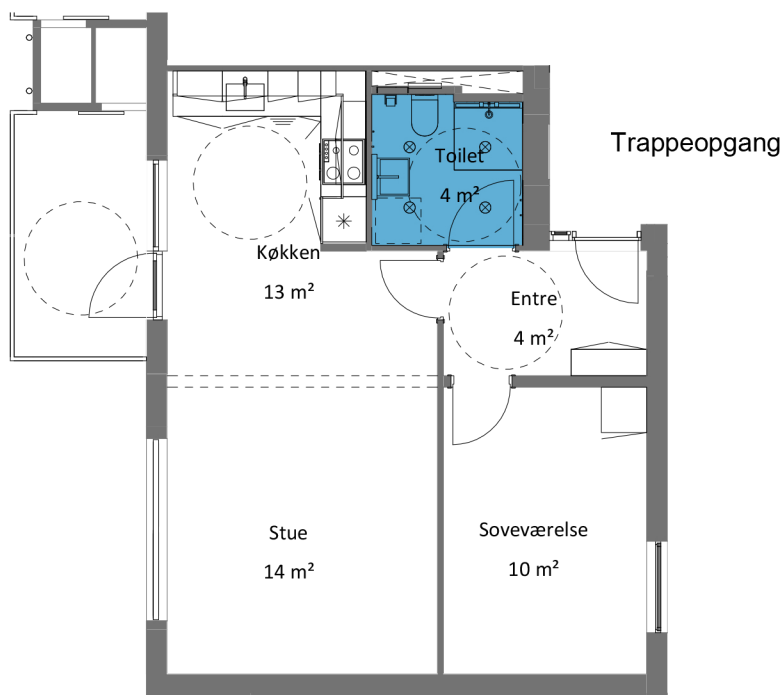 Trappeopgang
Toilet
4 m²
Køkken
13 m²
Entre
4 m²
Stue
14 m²
Soveværelse
10 m²